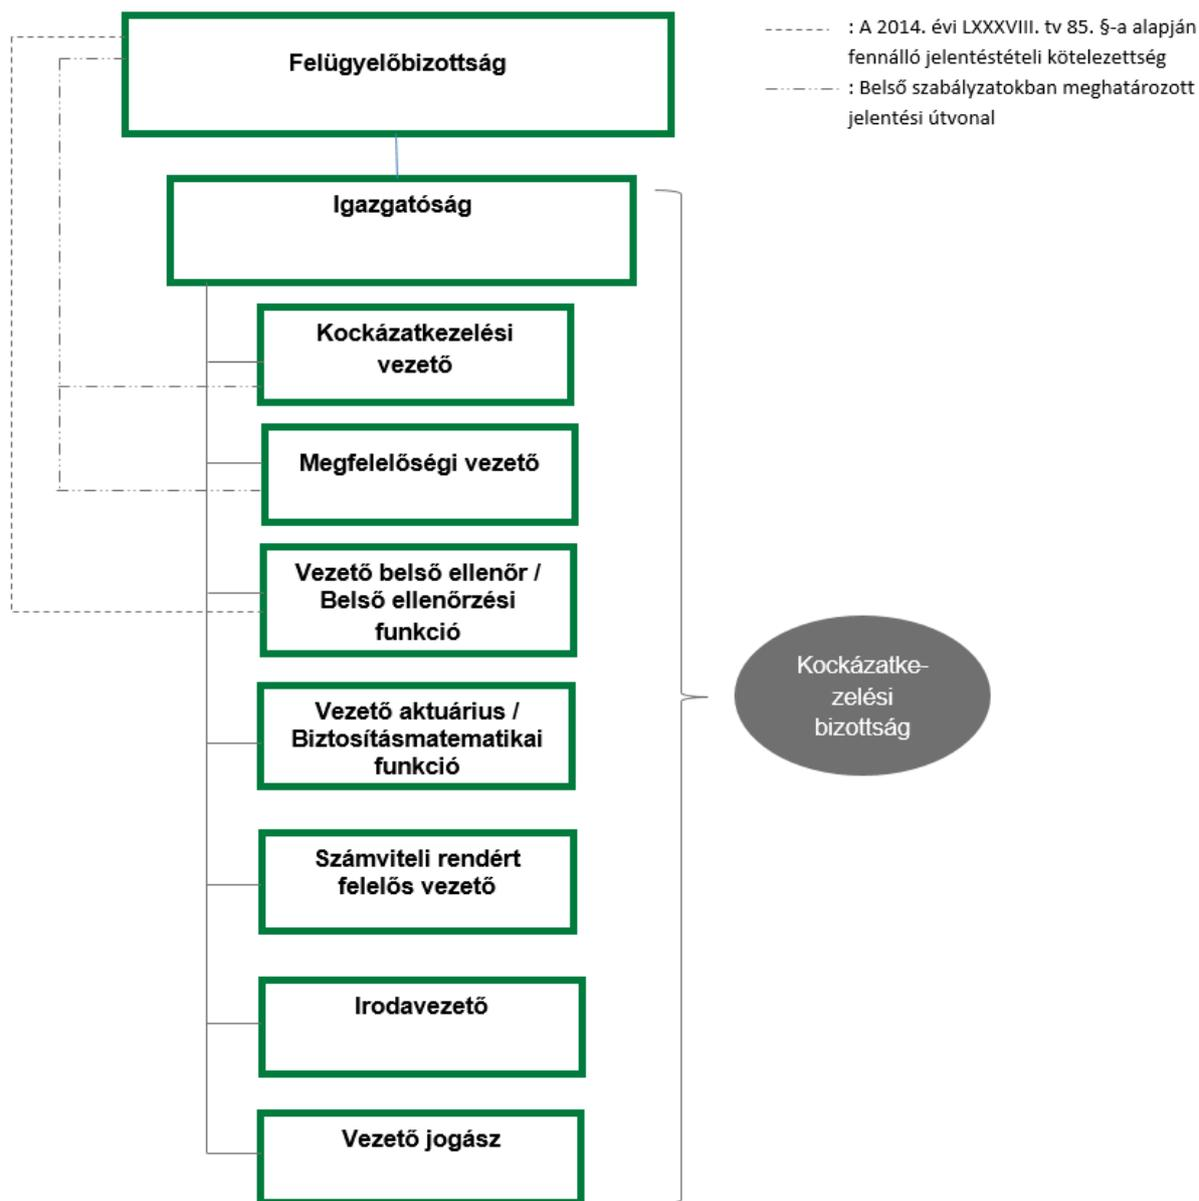 Felügyelőbizottság
: A 2014. évi LXXXVIII. tv 85. §-a alapján
fennálló jelentéstételi kötelezettség
: Belső szabályzatokban meghatározott
jelentési útvonal
Igazgatóság
Kockázatkezelési
vezető
Megfelelőségi vezető
Vezető belső ellenőr /
Belső ellenőrzési
funkció
Vezető aktuárius /
Biztosításmatematikai
funkció
Számviteli rendért
felelős vezető
Irodavezető
Vezető jogász
Kockázatke-
zelési
bizottság